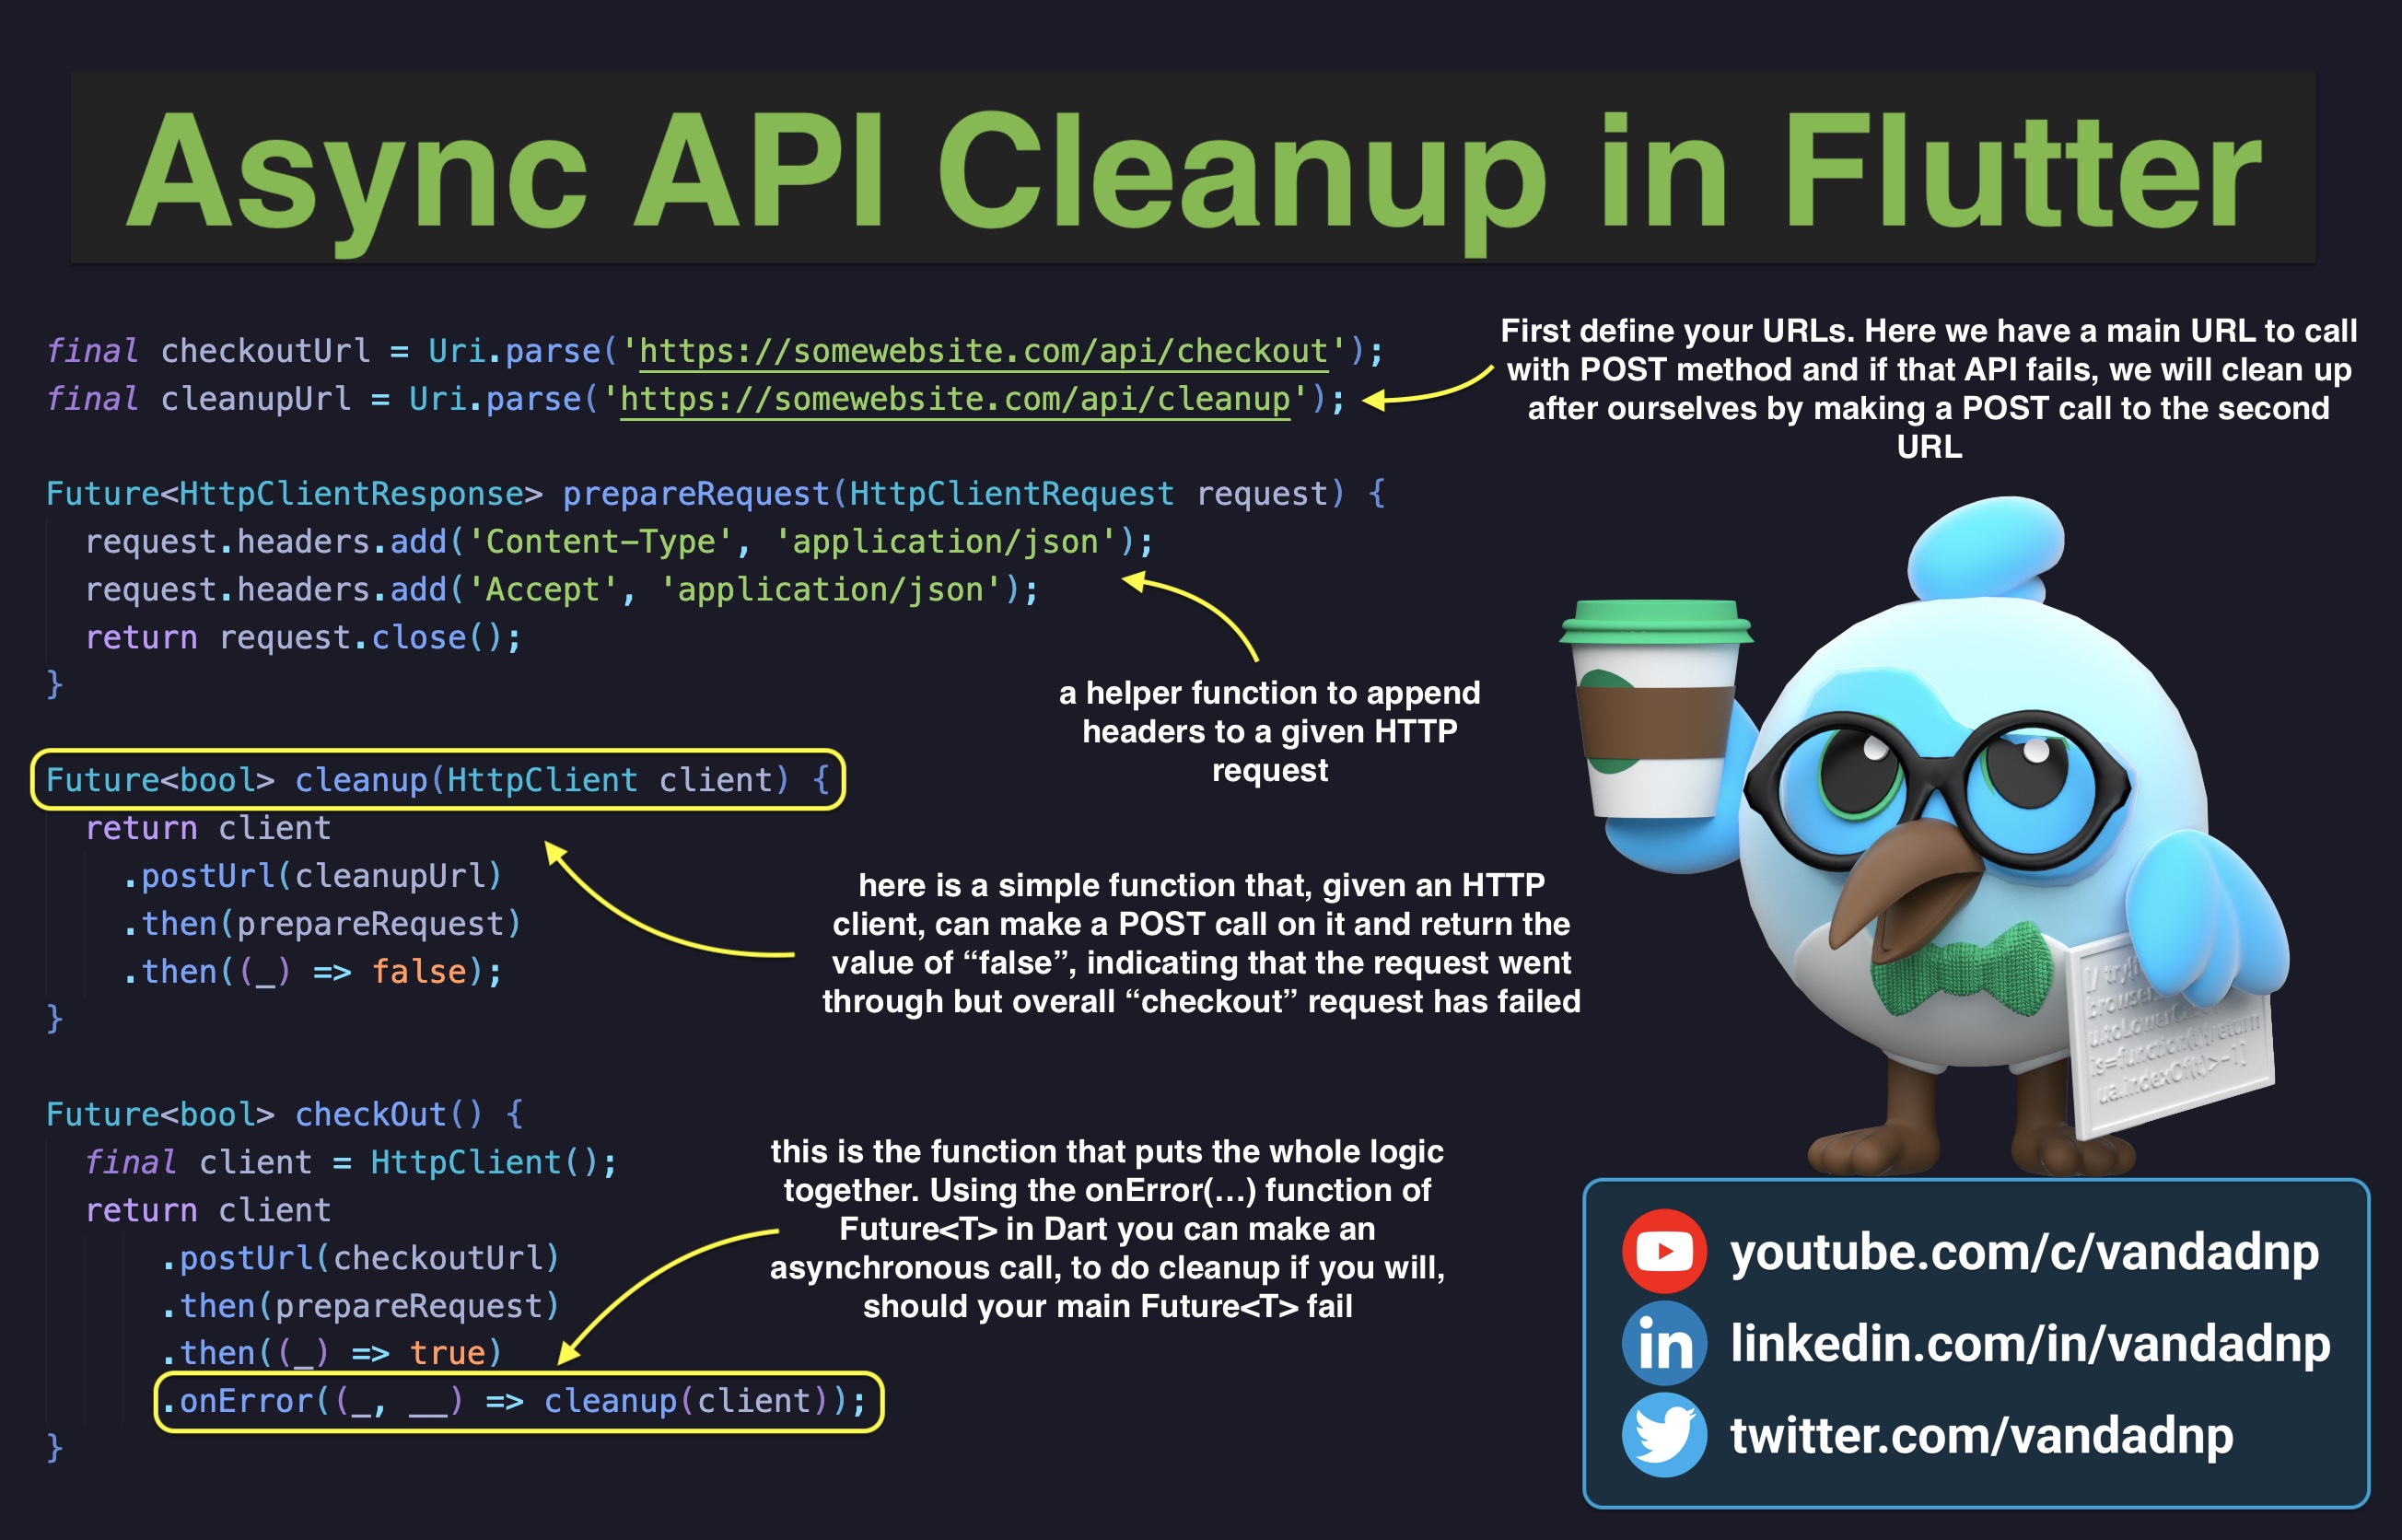 Async API Cleanup in Flutter
final checkoutUrl = Uri.parse('https://somewebsite.com/api/checkout');
final cleanupUrl = Uri.parse('https://somewebsite.com/api/cleanup');
First define your URLs. Here we have a main URL to call
with POST method and if that API fails, we will clean up
after ourselves by making a POST call to the second
URL
Future<HttpClientResponse> prepareRequest(HttpClientRequest request) {
  request.headers.add('Content-Type', 'application/json');
  request.headers.add('Accept', 'application/json');
  return request.close();
}
a helper function to append
headers to a given HTTP
request
Future<bool> cleanup(HttpClient client) {
  return client
    .postUrl(cleanupUrl)
    .then(prepareRequest)
    .then((_) => false);
}
here is a simple function that, given an HTTP
client, can make a POST call on it and return the
value of “false”, indicating that the request went
through but overall “checkout” request has failed
Future<bool> checkOut() {
  final client = HttpClient();
  return client
      .postUrl(checkoutUrl)
      .then(prepareRequest)
      .then((_) => true)
      .onError((_, __) => cleanup(client));
}
this is the function that puts the whole logic
together. Using the onError(…) function of
Future<T> in Dart you can make an
asynchronous call, to do cleanup if you will,
should your main Future<T> fail
is=function(t){return
ua.indexOf(t)>-1}
youtube.com/c/vandadnp
in linkedin.com/in/vandadnp
twitter.com/vandadnp